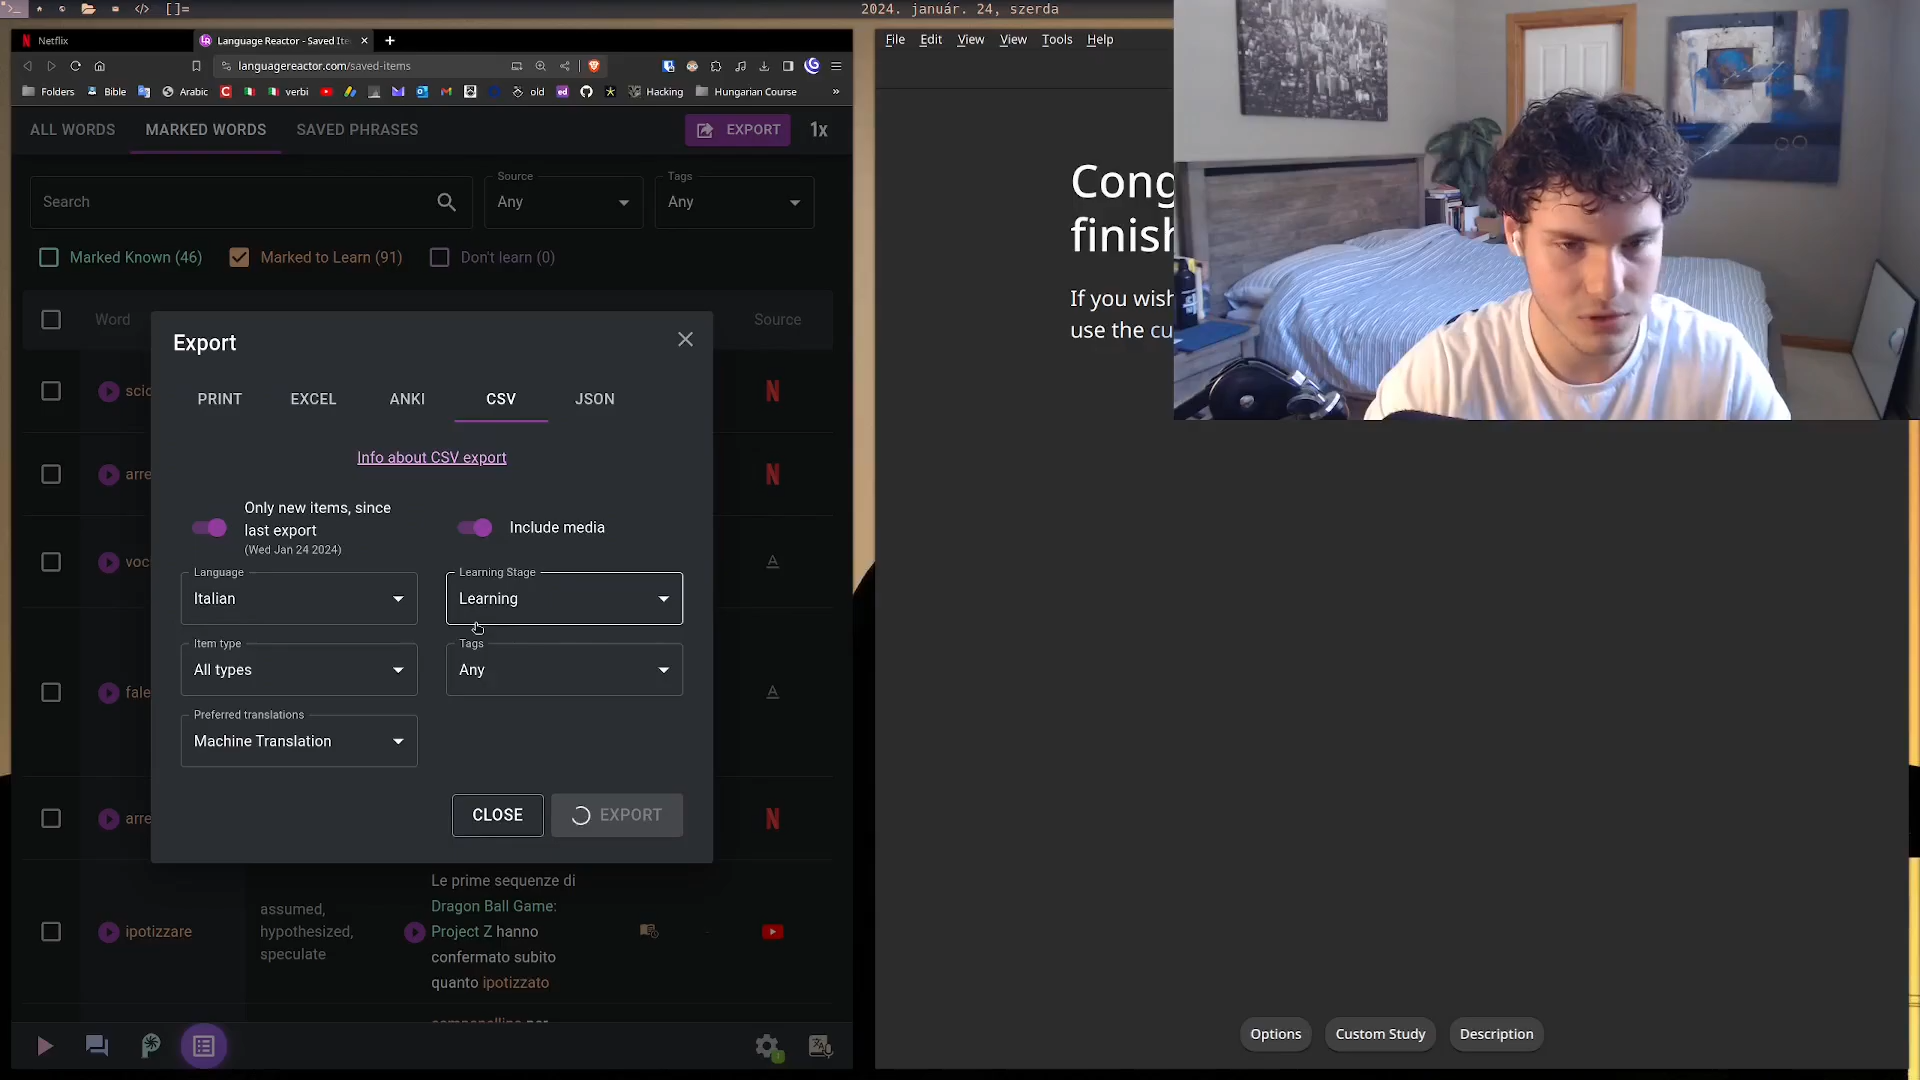 []=
2024. január. 24, szerda
Netflix
Language Reactor - Saved Ite
languagereactor.com/saved-items
Folders Bible Arabic verbi old Hacking Hungarian Course »
File Edit View View Tools Help
ALL WORDS MARKED WORDS SAVED PHRASES EXPORT 1x
Search
Source
Any
Tags
Any
Marked Known (46) Marked to Learn (91) Don't learn (0)
Word Source
Export
PRINT EXCEL ANKI CSV JSON
Info about CSV export
Only new items, since
last export
(Wed Jan 24 2024)
Include media
Language
Italian
Learning Stage
Learning
Item type
All types
Tags
Any
Preferred translations
Machine Translation
CLOSE EXPORT
scio
arre
voc
fale
arre
ipotizzare
assumed,
hypothesized,
speculate
Le prime sequenze di
Dragon Ball Game:
Project Z hanno
confermato subito
quanto ipotizzato
Cong
finish
If you wish
use the cu
Options Custom Study Description